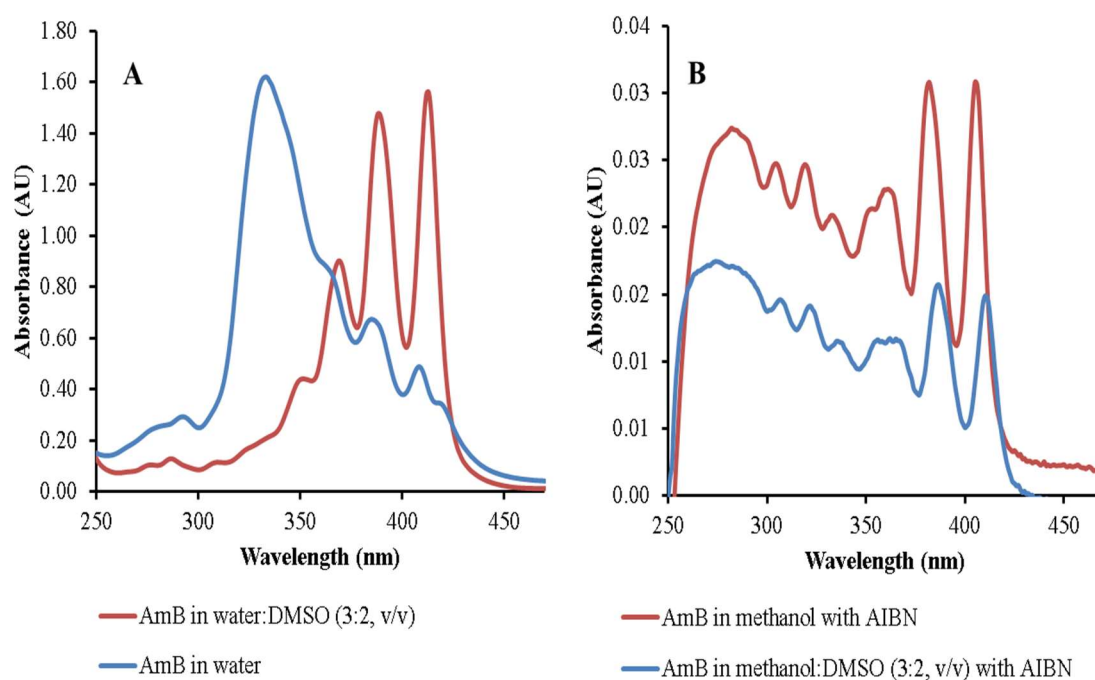 A
Absorbance (AU)
1.80
1.60
1.40
1.20
1.00
0.80
0.60
0.40
0.20
0.00
250 300 350 400 450
Wavelength (nm)
AmB in water:DMSO (3:2, v/v)
AmB in water
B
Absorbance (AU)
0.04
0.03
0.03
0.02
0.02
0.01
0.01
0.00
250 300 350 400 450
Wavelength (nm)
AmB in methanol with AIBN
AmB in methanol:DMSO (3:2, v/v) with AIBN